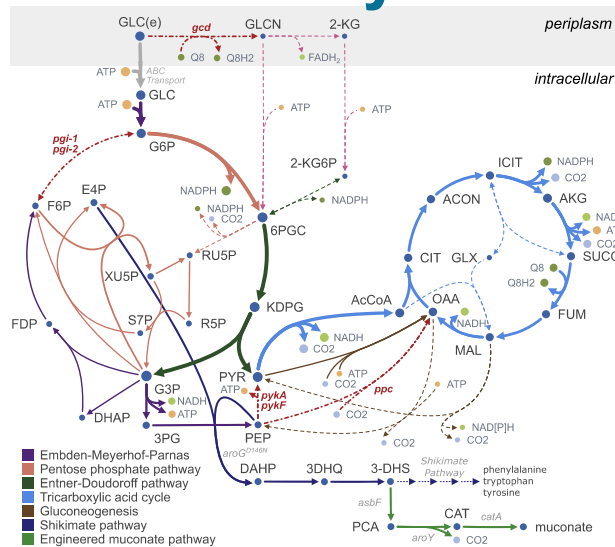 GLC(e)
gcd
GLCN
2-KG
periplasm
Q8
Q8H2
FADH2
ATP
ABC
Transport
intracellular
GLC
ATP
ATP
ATP
pgi-1
pgi-2
G6P
ICIT
NADPH
CO2
2-KG6P
E4P
NADPH
NADPH
ACON
AKG
F6P
NADPH
CO2
6PGC
NAD
AT
CO2
RU5P
CIT
GLX
SUCC
XU5P
Q8
Q8H2
KDPG
AcCoA
OAA
FUM
FDP
S7P
R5P
NADH
NADH
CO2
MAL
G3P
PYR
ATP
ATP
CO2
ppc
ATP
NADH
ATP
pykA
pykF
DHAP
CO2
3PG
PEP
NAD[P]H
CO2
aroG^D146N
Embden-Meyerhof-Parnas
Pentose phosphate pathway
Entner-Doudoroff pathway
Tricarboxylic acid cycle
Gluconeogenesis
Shikimate pathway
Engineered muconate pathway
DAHP
3DHQ
3-DHS
Shikimate
Pathway
phenylalanine
tryptophan
tyrosine
asbF
CAT
catA
PCA
muconate
aroY
CO2